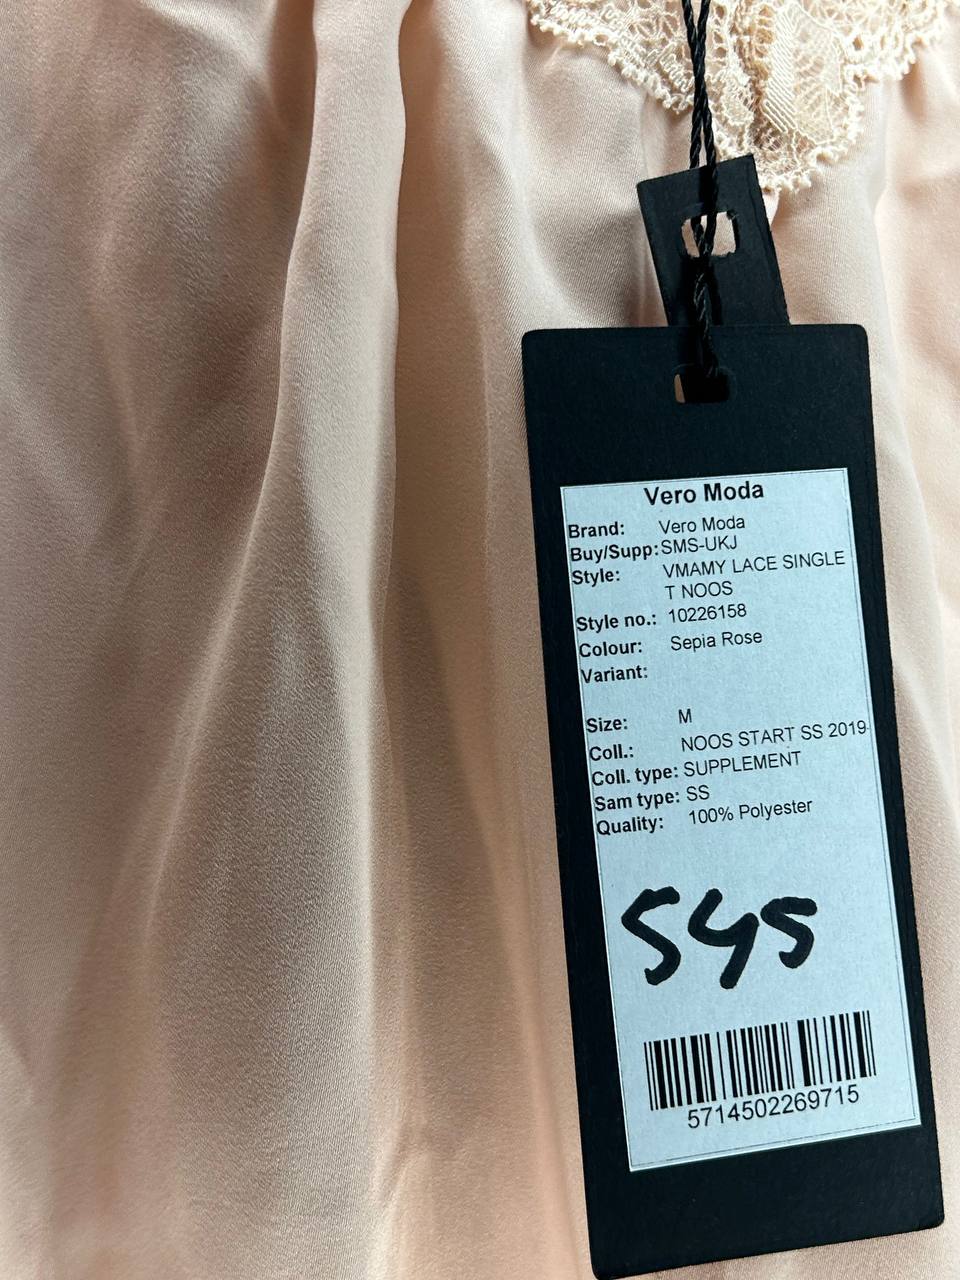 Vero Moda
Brand: Vero Moda
Buy/Supp: SMS-UKJ
Style: VMAMY LACE SINGLE
T NOOS
Style no.: 10226158
Colour: Sepia Rose
Variant:
Size: M
Coll.: NOOS START SS 2019-
Coll. type: SUPPLEMENT
Sam type: SS
Quality: 100% Polyester
545
5714502269715